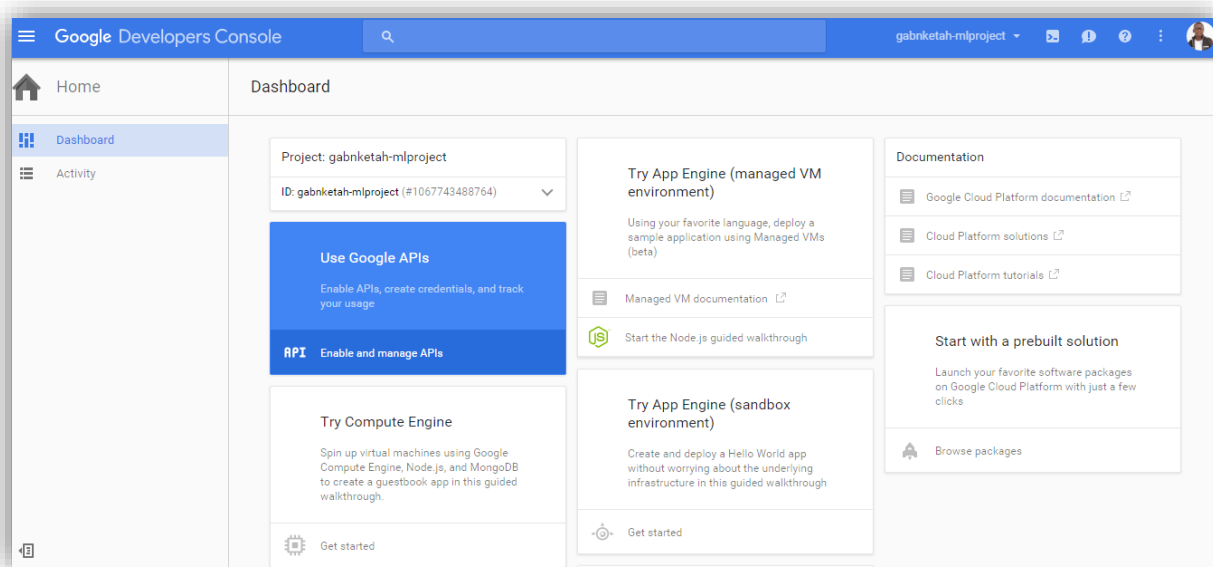 Google Developers Console
gabnketah-mlproject
Home
Dashboard
Dashboard
Activity
Project: gabnketah-mlproject
ID: gabnketah-mlproject (#1067743488764)
Use Google APIs
Enable APIs, create credentials, and track
your usage
API Enable and manage APIs
Try Compute Engine
Spin up virtual machines using Google
Compute Engine, Node.js, and MongoDB
to create a guestbook app in this guided
walkthrough.
Get started
Try App Engine (managed VM
environment)
Using your favorite language, deploy a
sample application using Managed VMs
(beta)
Managed VM documentation
JS Start the Node.js guided walkthrough
Try App Engine (sandbox
environment)
Create and deploy a Hello World app
without worrying about the underlying
infrastructure in this guided walkthrough
Get started
Documentation
Google Cloud Platform documentation
Cloud Platform solutions
Cloud Platform tutorials
Start with a prebuilt solution
Launch your favorite software packages
on Google Cloud Platform with just a few
clicks
Browse packages